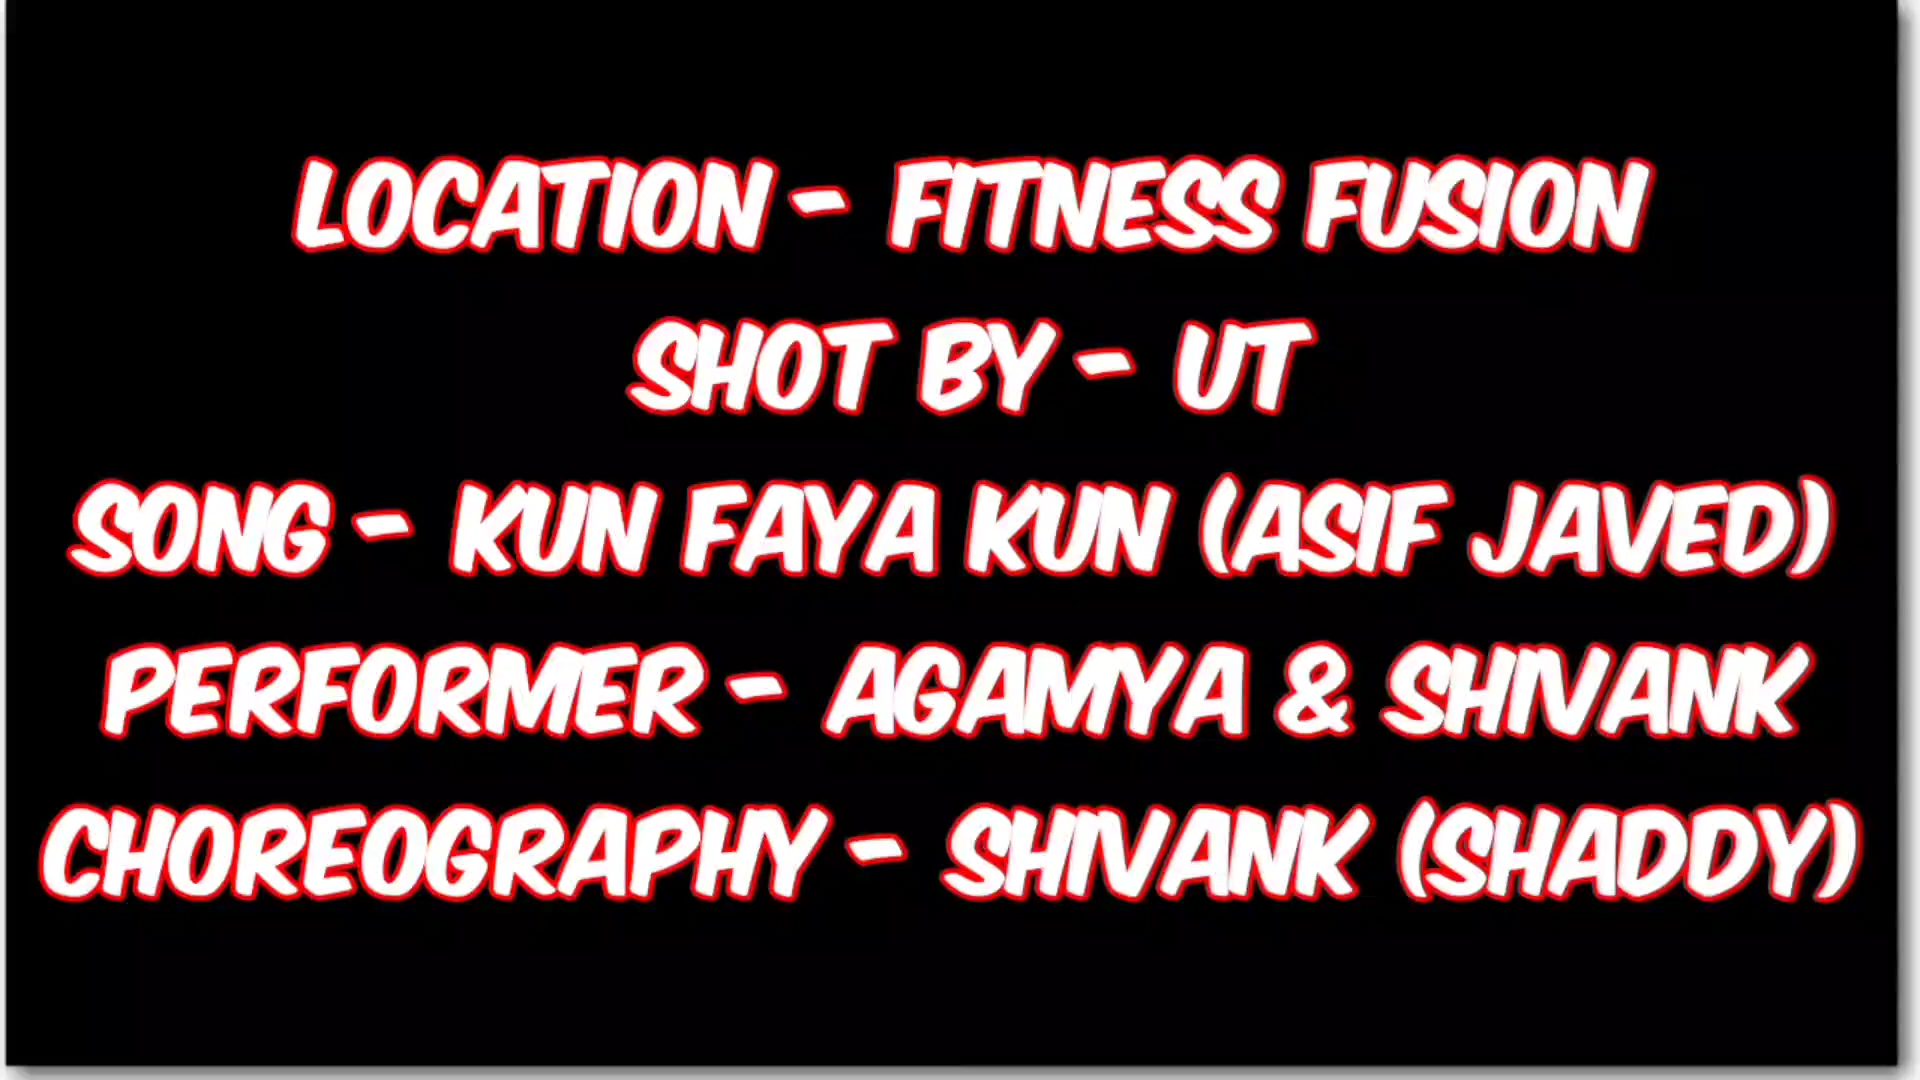 LOCATION - FITNESS FUSION
SHOT BY - UT
SONG - KUN FAYA KUN (ASIF JAVED)
PERFORMER - AGAMYA & SHIVANK
CHOREOGRAPHY - SHIVANK (SHADDY)